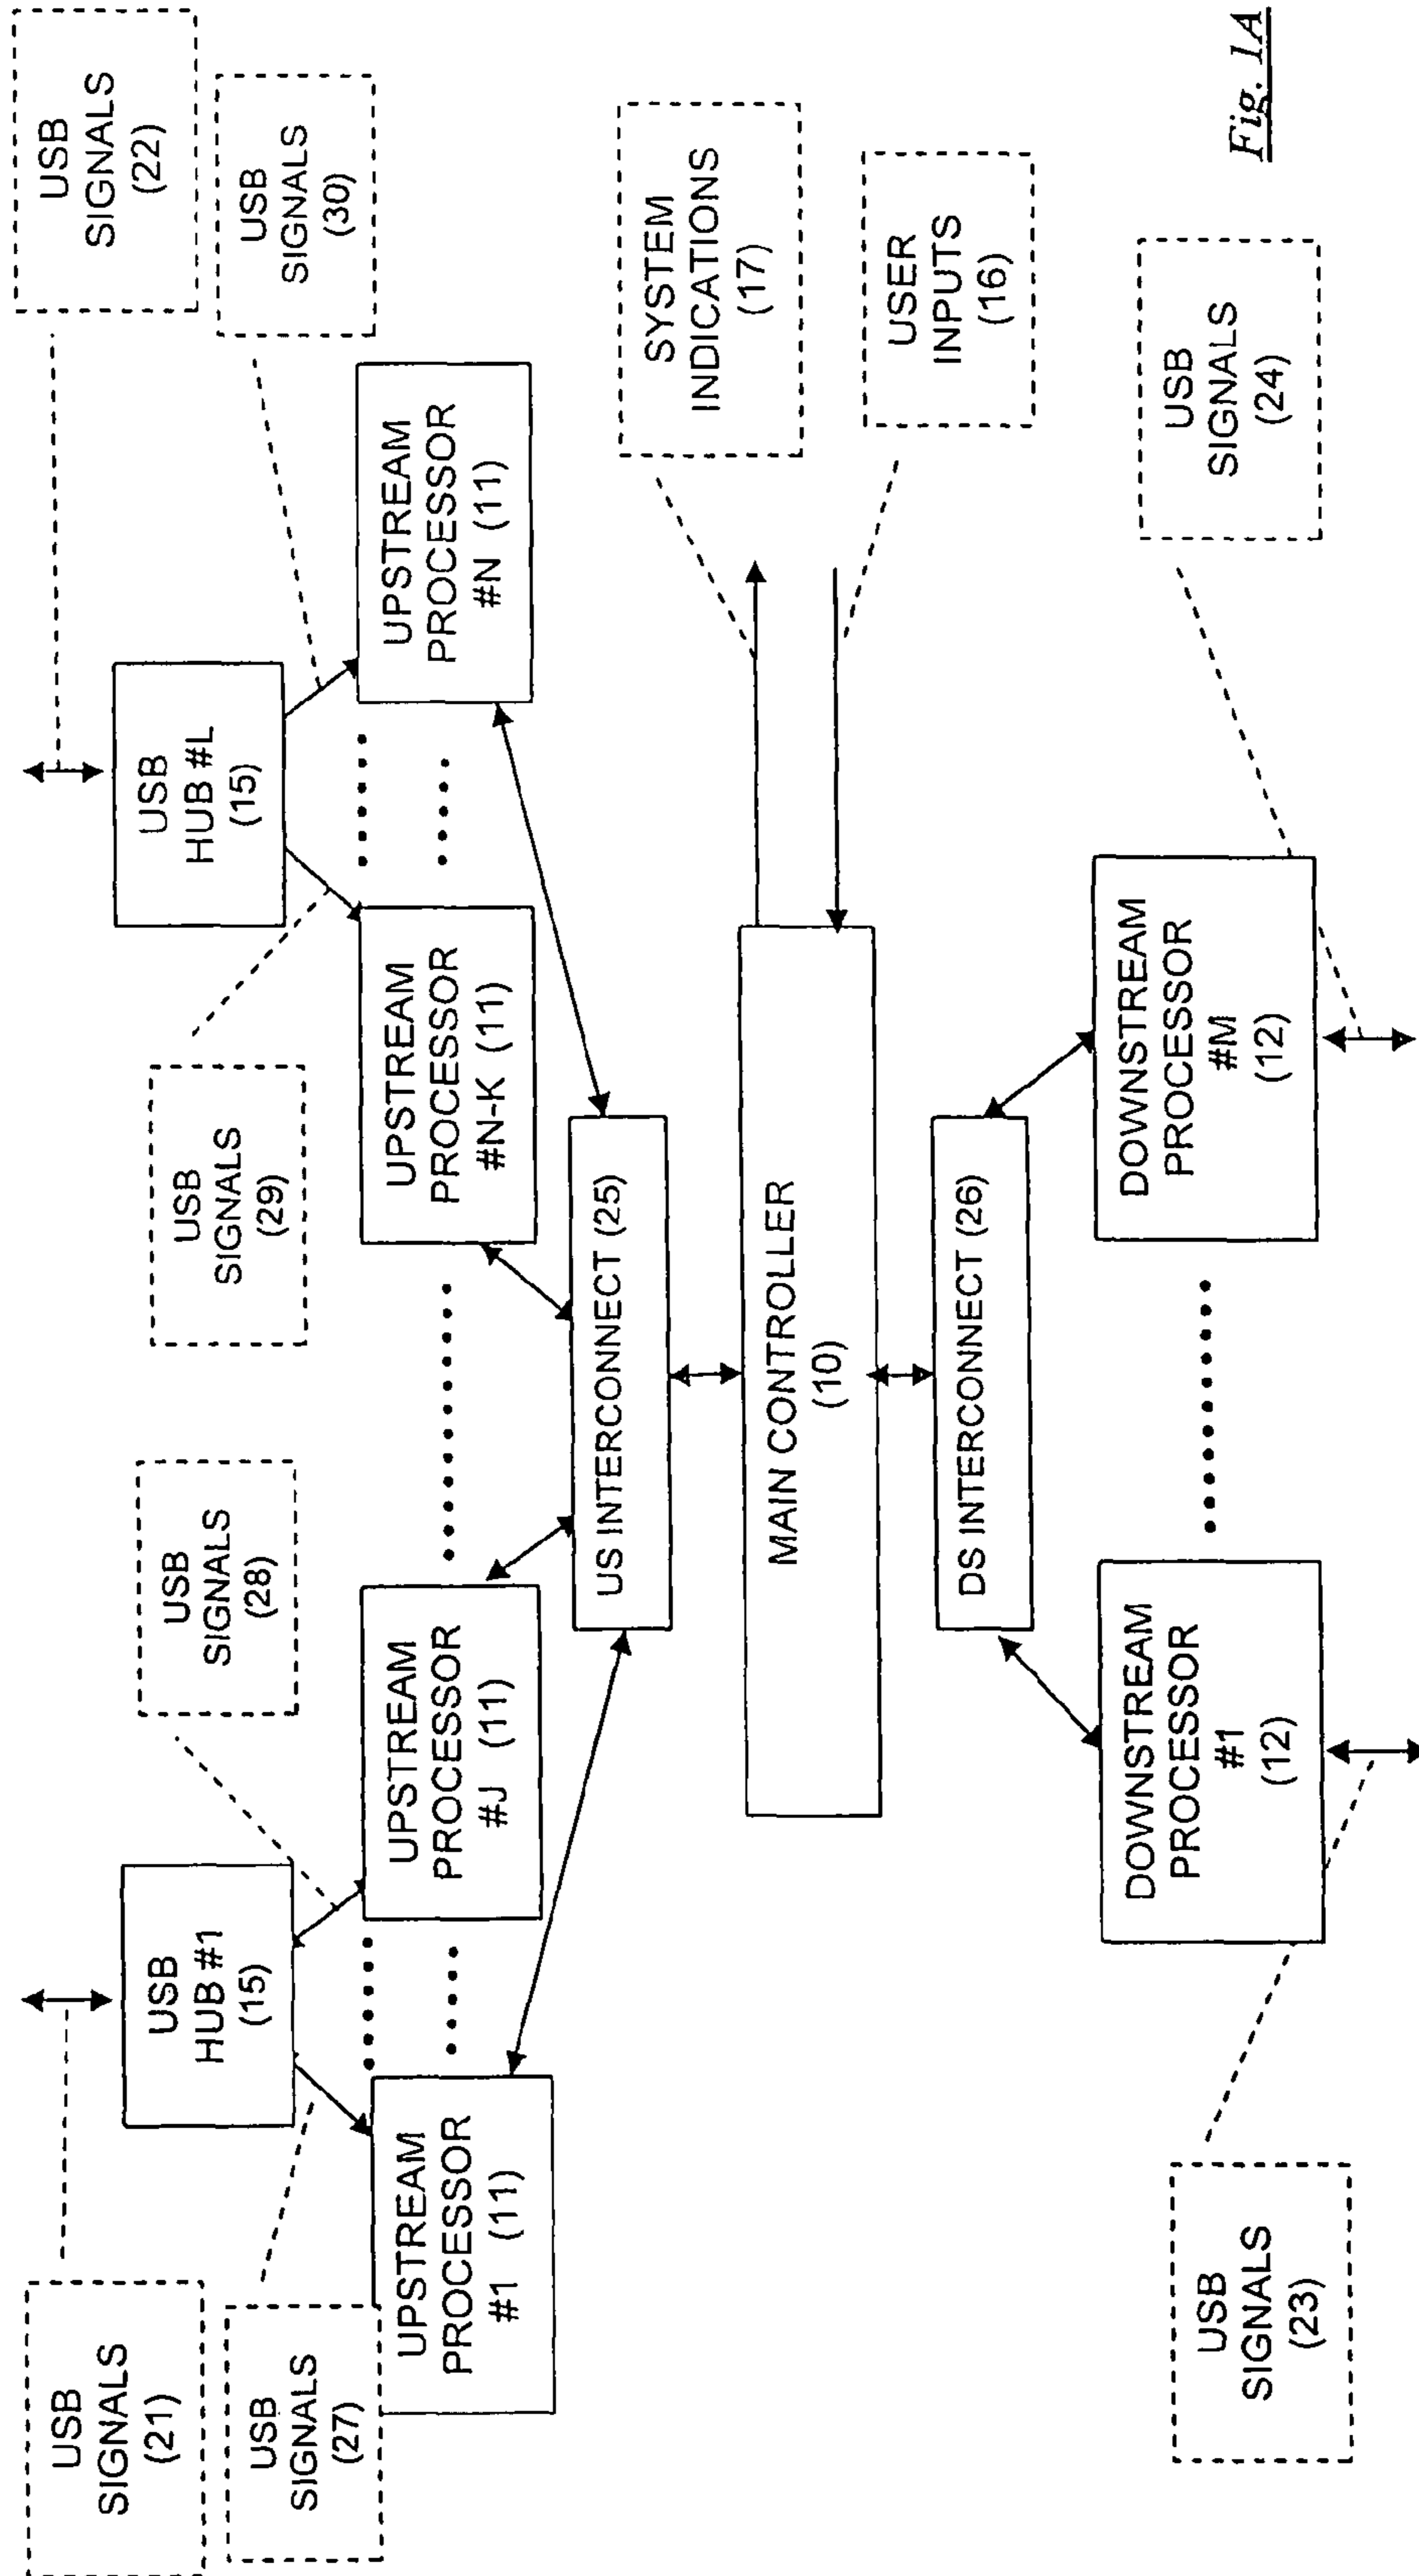 USB
SIGNALS
(21)
USB
SIGNALS
(22)
USB
HUB #1
(15)
USB
HUB #L
(15)
USB
SIGNALS
(27)
USB
SIGNALS
(28)
USB
SIGNALS
(29)
USB
SIGNALS
(30)
UPSTREAM
PROCESSOR
#1 (11)
UPSTREAM
PROCESSOR
#J (11)
UPSTREAM
PROCESSOR
#N-K (11)
UPSTREAM
PROCESSOR
#N (11)
US INTERCONNECT (25)
MAIN CONTROLLER
(10)
SYSTEM
INDICATIONS
(17)
USER
INPUTS
(16)
DS INTERCONNECT (26)
DOWNSTREAM
PROCESSOR
#1
(12)
DOWNSTREAM
PROCESSOR
#M
(12)
USB
SIGNALS
(23)
USB
SIGNALS
(24)
Fig. 1A